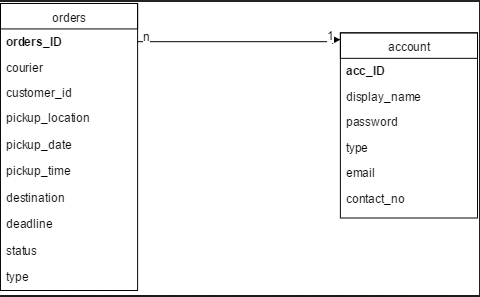 orders
orders_ID
courier
customer_id
pickup_location
pickup_date
pickup_time
destination
deadline
status
type
n
1
account
acc_ID
display_name
password
type
email
contact_no